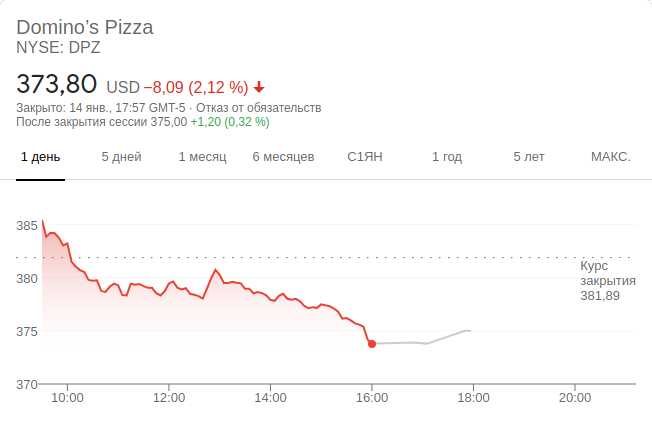 Domino’s Pizza
NYSE: DPZ
373,80 USD −8,09 (2,12 %)
Закрыто: 14 янв., 17:57 GMT-5 · Отказ от обязательств
После закрытия сессии 375,00 +1,20 (0,32 %)
1 день 5 дней 1 месяц 6 месяцев С1ЯН 1 год 5 лет МАКС.
385
Курс
380
закрытия
381,89
375
370
10:00 12:00 14:00 16:00 18:00 20:00